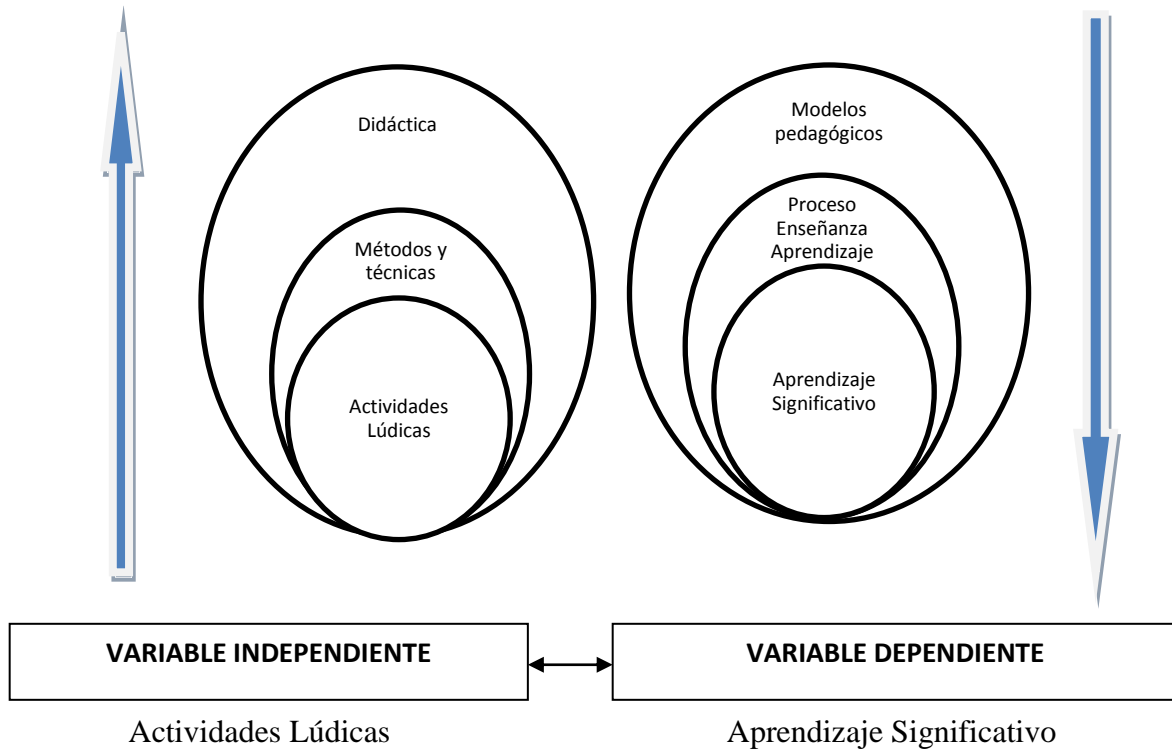 Didáctica
Métodos y
técnicas
Actividades
Lúdicas
Modelos
pedagógicos
Proceso
Enseñanza
Aprendizaje
Aprendizaje
Significativo
VARIABLE INDEPENDIENTE
VARIABLE DEPENDIENTE
Actividades Lúdicas
Aprendizaje Significativo